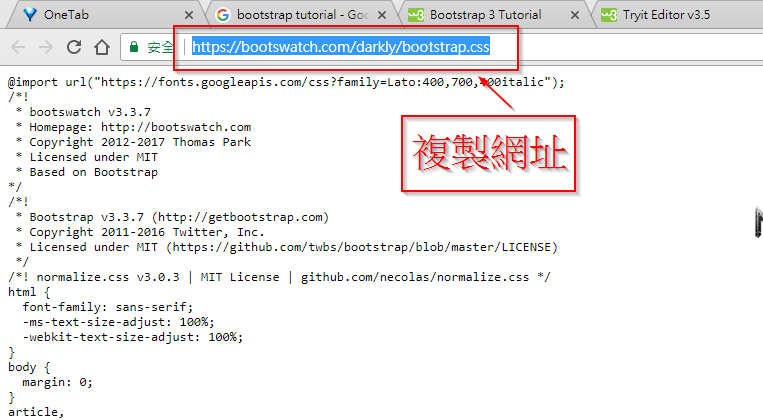 OneTab
bootstrap tutorial - Goo
Bootstrap 3 Tutorial
Tryit Editor v3.5
安全 | https://bootswatch.com/darkly/bootstrap.css
複製網址
@import url("https://fonts.googleapis.com/css?family=Lato:400,700,400italic");
/*!
 * bootswatch v3.3.7
 * Homepage: http://bootswatch.com
 * Copyright 2012-2017 Thomas Park
 * Licensed under MIT
 * Based on Bootstrap
*/
/*!
 * Bootstrap v3.3.7 (http://getbootstrap.com)
 * Copyright 2011-2016 Twitter, Inc.
 * Licensed under MIT (https://github.com/twbs/bootstrap/blob/master/LICENSE)
 */
/*! normalize.css v3.0.3 | MIT License | github.com/necolas/normalize.css */
html {
  font-family: sans-serif;
  -ms-text-size-adjust: 100%;
  -webkit-text-size-adjust: 100%;
}
body {
  margin: 0;
}
article,